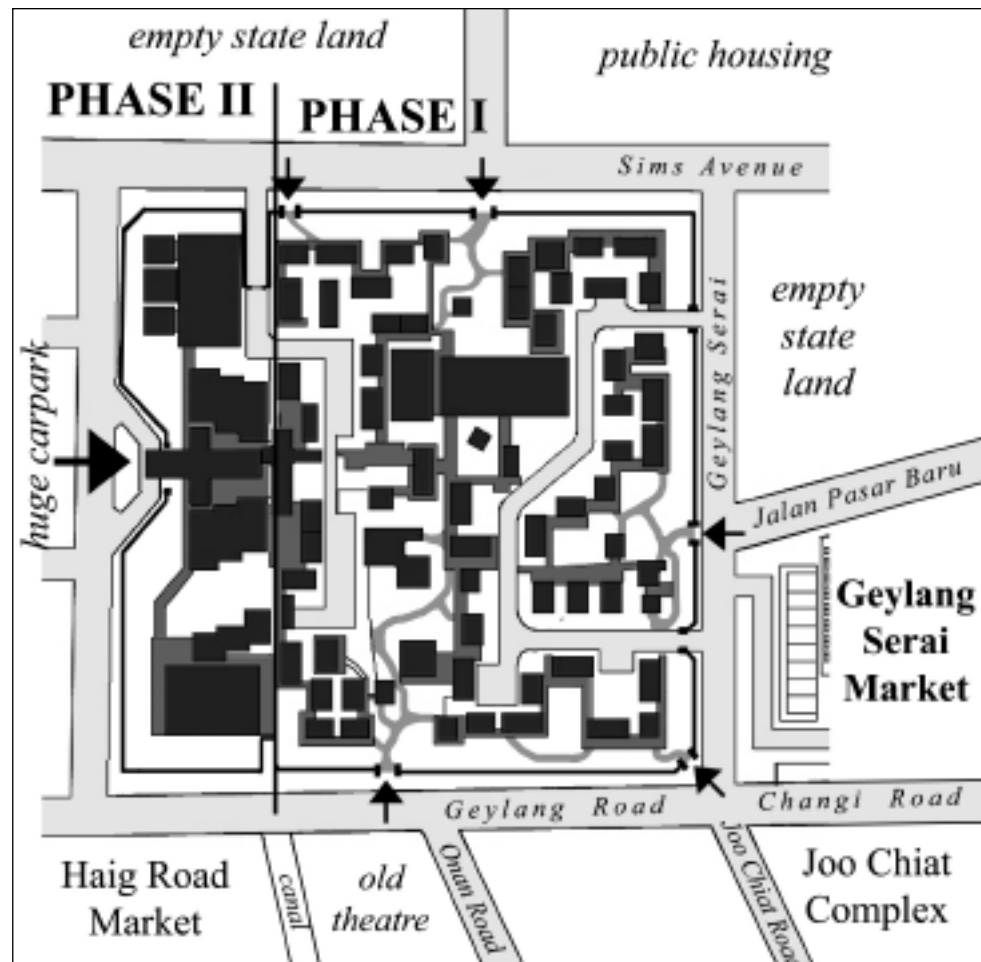 empty state land
public housing
PHASE II
PHASE I
Sims Avenue
Geylang Serai
empty
state
land
huge carpark
Jalan Pasar Baru
Geylang
Serai
Market
Geylang Road
Changi Road
Haig Road
Market
canal
old
theatre
Onan Road
Joo Chiat Road
Joo Chiat
Complex